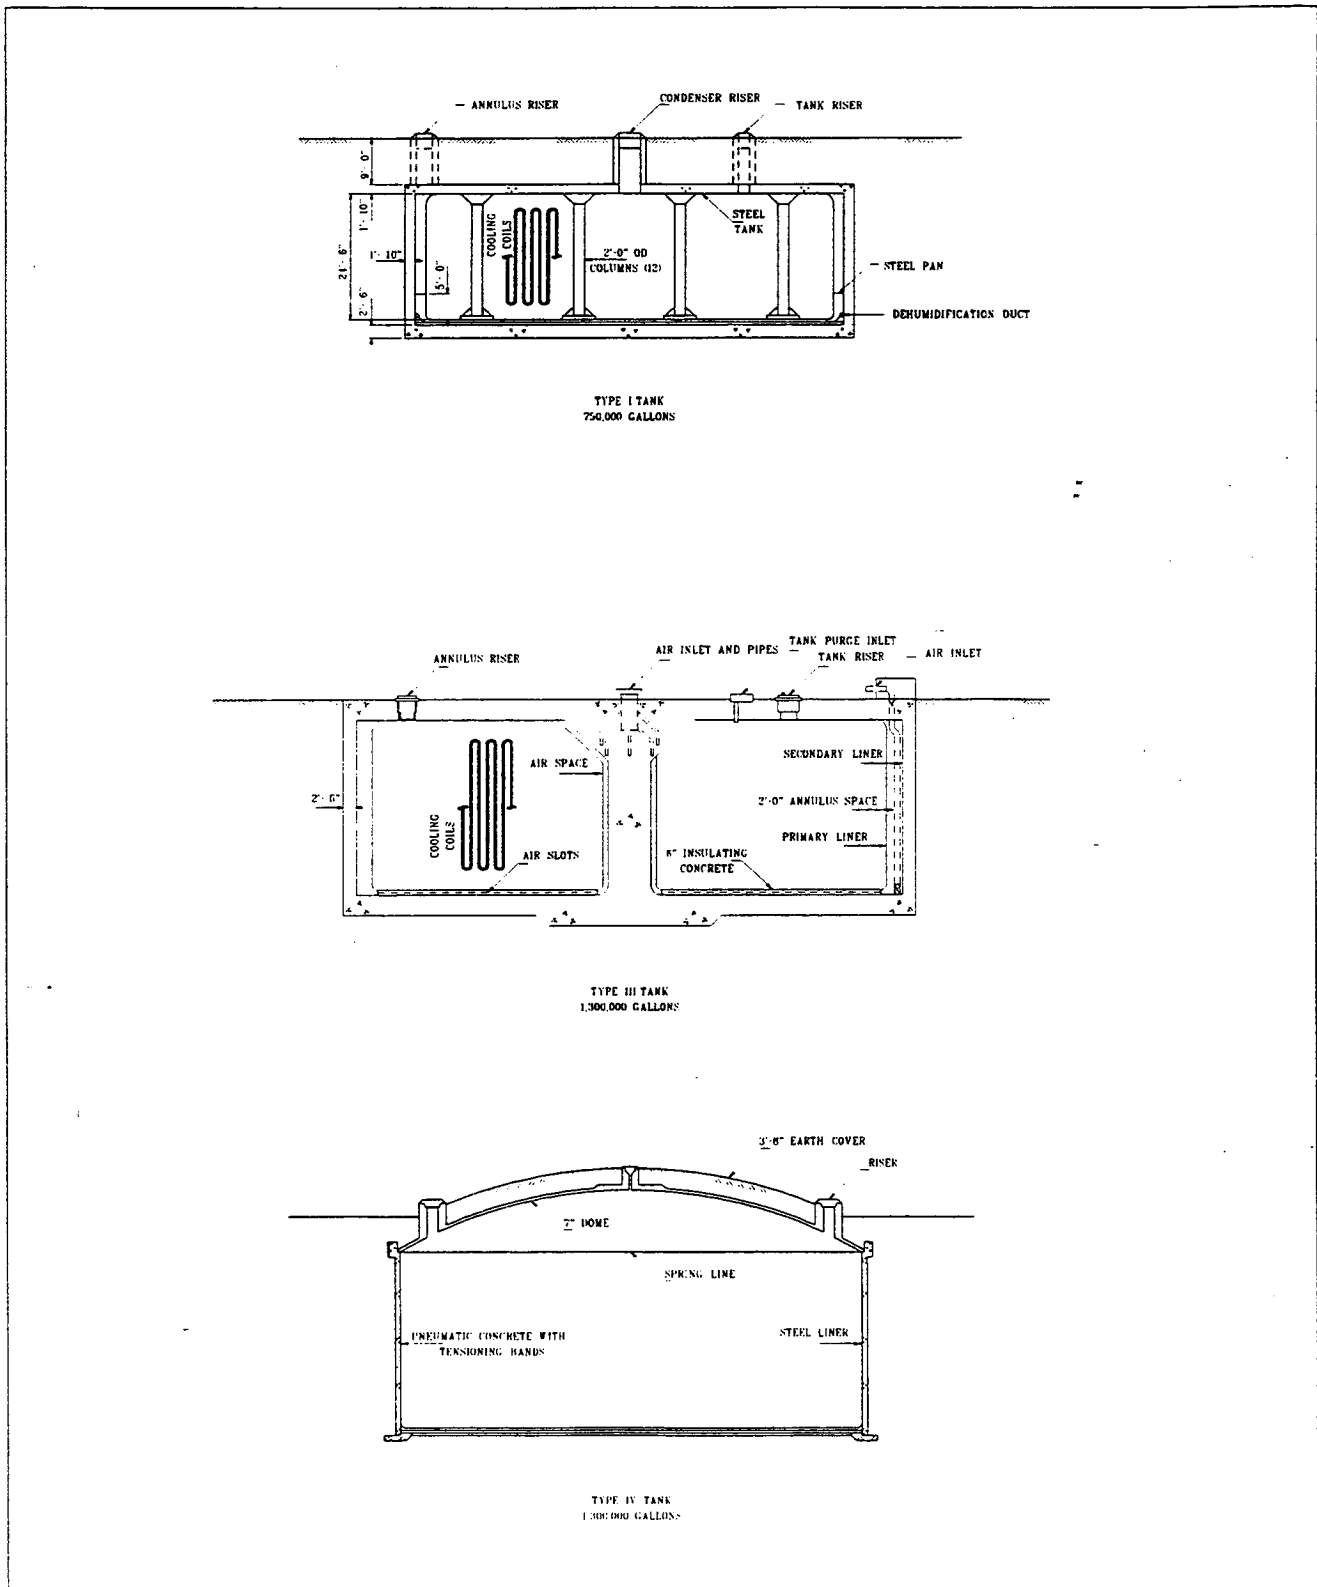 ANNULUS RISER
CONDENSER RISER
TANK RISER
9'-0"
1'-10"
24'-6"
1'-10"
5'-0"
2'-6"
COOLING
COILS
2'-0" OD
COLUMNS (12)
STEEL
TANK
STEEL PAN
DEHUMIDIFICATION DUCT
TYPE I TANK
750,000 GALLONS
ANNULUS RISER
AIR INLET AND PIPES
TANK PURGE INLET
TANK RISER
AIR INLET
AIR SPACE
SECONDARY LINER
2'-6"
2'-0" ANNULUS SPACE
COOLING
COILS
PRIMARY LINER
AIR SLOTS
INSULATING
CONCRETE
TYPE III TANK
1,300,000 GALLONS
3'-6" EARTH COVER
RISER
7" DOME
SPRING LINE
PNEUMATIC CONCRETE WITH
TENSIONING BANDS
STEEL LINER
TYPE IV TANK
1,300,000 GALLONS